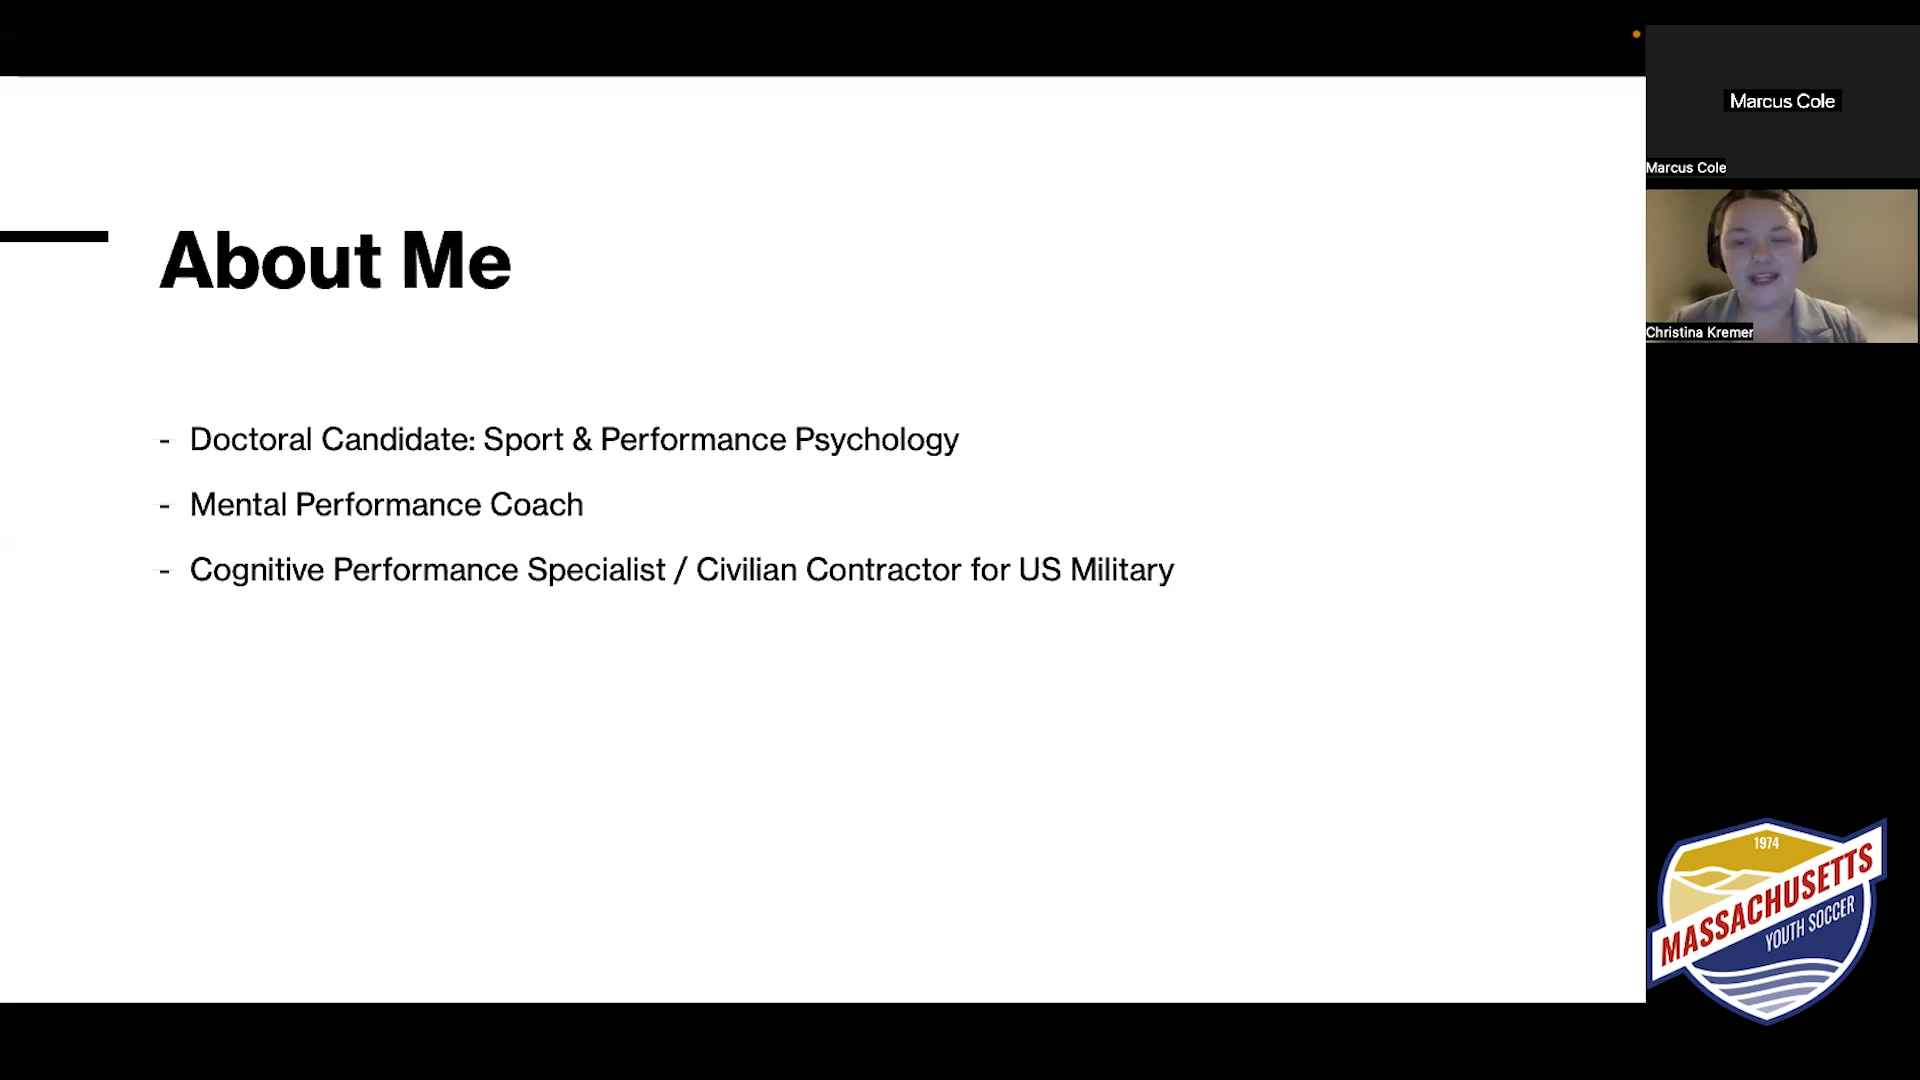 About Me
- Doctoral Candidate: Sport & Performance Psychology
- Mental Performance Coach
- Cognitive Performance Specialist / Civilian Contractor for US Military
Marcus Cole
Marcus Cole
Christina Kremer
1974
MASSACHUSETTS
YOUTH SOCCER